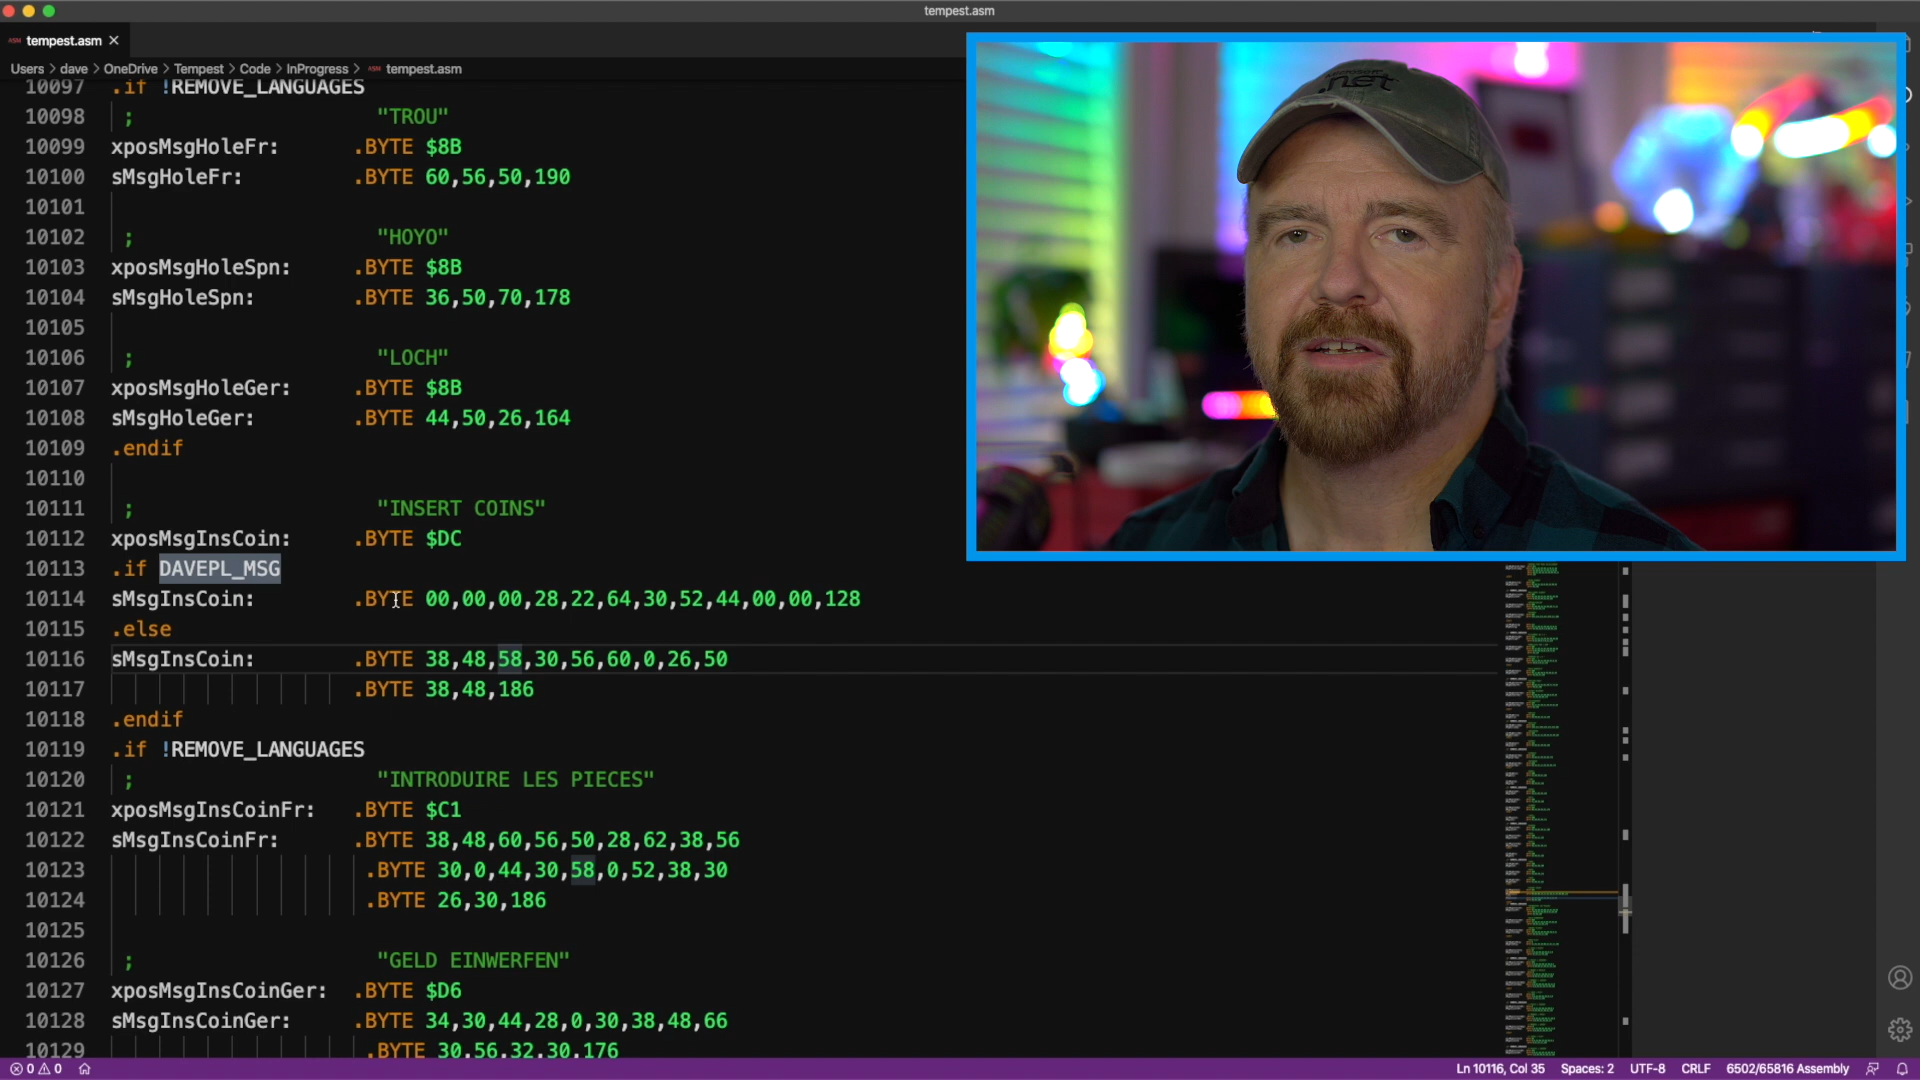 tempest.asm
ASM tempest.asm ×
Users > dave > OneDrive > Tempest > Code > InProgress > ASM tempest.asm
10097 .if !REMOVE_LANGUAGES
10098 ; "TROU"
10099 xposMsgHoleFr: .BYTE $8B
10100 sMsgHoleFr: .BYTE 60,56,50,190
10101
10102 ; "HOYO"
10103 xposMsgHoleSpn: .BYTE $8B
10104 sMsgHoleSpn: .BYTE 36,50,70,178
10105
10106 ; "LOCH"
10107 xposMsgHoleGer: .BYTE $8B
10108 sMsgHoleGer: .BYTE 44,50,26,164
10109 .endif
10110
10111 ; "INSERT COINS"
10112 xposMsgInsCoin: .BYTE $DC
10113 .if DAVEPL_MSG
10114 sMsgInsCoin: .BYTE 00,00,00,28,22,64,30,52,44,00,00,128
10115 .else
10116 sMsgInsCoin: .BYTE 38,48,58,30,56,60,0,26,50
10117 .BYTE 38,48,186
10118 .endif
10119 .if !REMOVE_LANGUAGES
10120 ; "INTRODUIRE LES PIECES"
10121 xposMsgInsCoinFr: .BYTE $C1
10122 sMsgInsCoinFr: .BYTE 38,48,60,56,50,28,62,38,56
10123 .BYTE 30,0,44,30,58,0,52,38,30
10124 .BYTE 26,30,186
10125
10126 ; "GELD EINWERFEN"
10127 xposMsgInsCoinGer: .BYTE $D6
10128 sMsgInsCoinGer: .BYTE 34,30,44,28,0,30,38,48,66
10129 .BYTE 30,56,32,30,176
0 0 Ln 10116, Col 35 Spaces: 2 UTF-8 CRLF 6502/65816 Assembly
Microsoft
.net